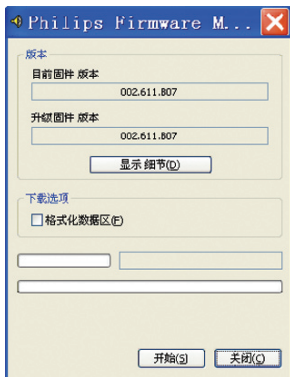 Philips Firmware M...
版本
目前固件 版本
002.611.B07
升级固件 版本
002.611.B07
显示 细节(D)
下载选项
格式化数据区(F)
开始(S)
关闭(C)